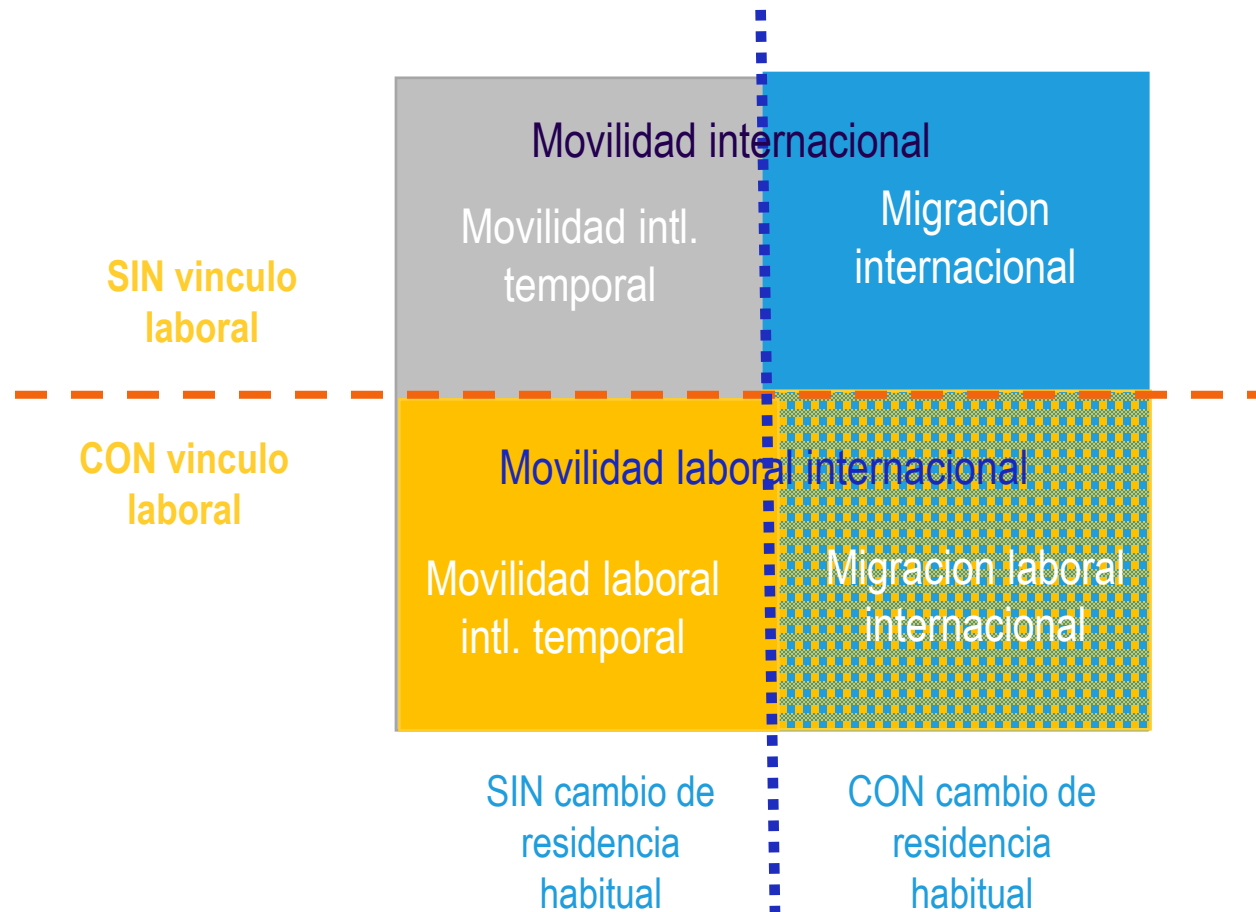 Movilidad internacional
Movilidad intl.
temporal
Migracion
internacional
SIN vinculo
laboral
CON vinculo
laboral
Movilidad laboral internacional
Movilidad laboral
intl. temporal
Migracion laboral
internacional
SIN cambio de
residencia
habitual
CON cambio de
residencia
habitual